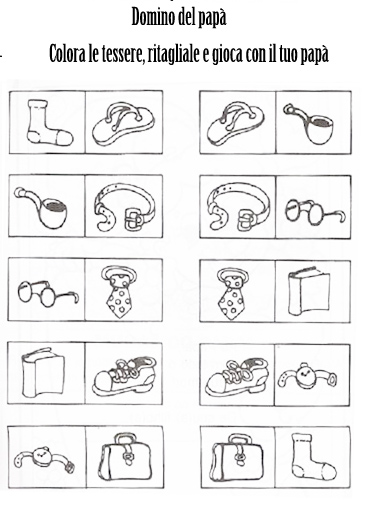 Domino del papà
Colora le tessere, ritagliale e gioca con il tuo papà